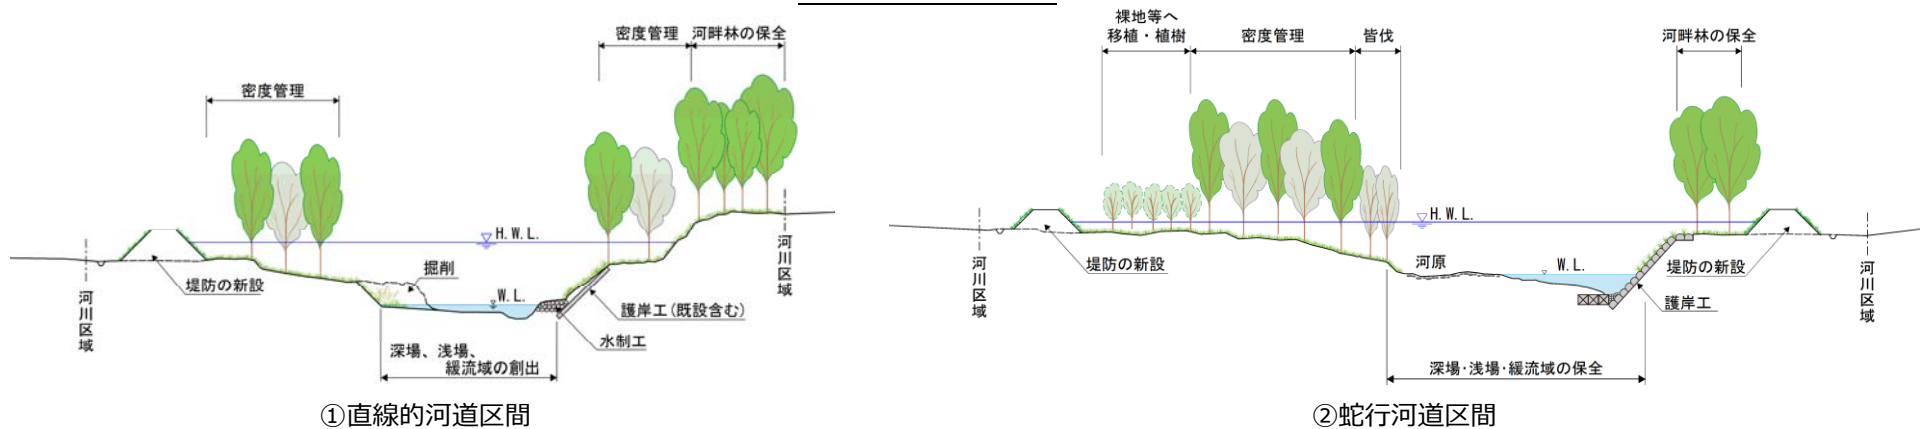 密度管理
密度管理
河畔林の保全
H.W.L.
掘削
堤防の新設
W.L.
護岸工(既設含む)
水制工
深場、浅場、
緩流域の創出
河川区域
河川区域
①直線的河道区間
裸地等へ
移植・植樹
密度管理
皆伐
河畔林の保全
H.W.L.
堤防の新設
河原
W.L.
堤防の新設
護岸工
深場・浅場・緩流域の保全
河川区域
河川区域
②蛇行河道区間